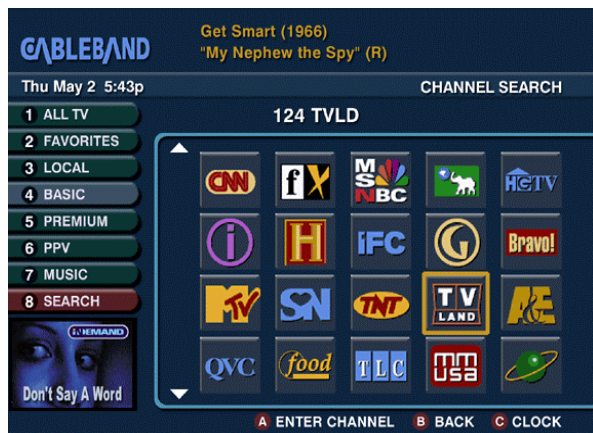 CABLEBAND
Get Smart (1966)
"My Nephew the Spy" (R)
Thu May 2 5:43p
CHANNEL SEARCH
124 TVLD
1 ALL TV
2 FAVORITES
3 LOCAL
4 BASIC
5 PREMIUM
6 PPV
7 MUSIC
8 SEARCH
iN DEMAND
Don't Say A Word
CNN
fX
MSNBC
HGTV
i
H
iFC
G
Bravo!
MTV
SN
TNT
TV LAND
A&E
QVC
food
TLC
mm usa
A ENTER CHANNEL
B BACK
C CLOCK